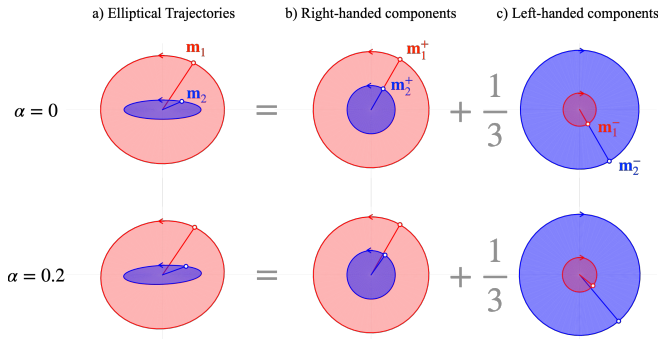 a) Elliptical Trajectories b) Right-handed components c) Left-handed components
α = 0 m₁ m₂ = m₁⁺ m₂⁺ + 1/3 m₁⁻ m₂⁻
α = 0.2 = + 1/3